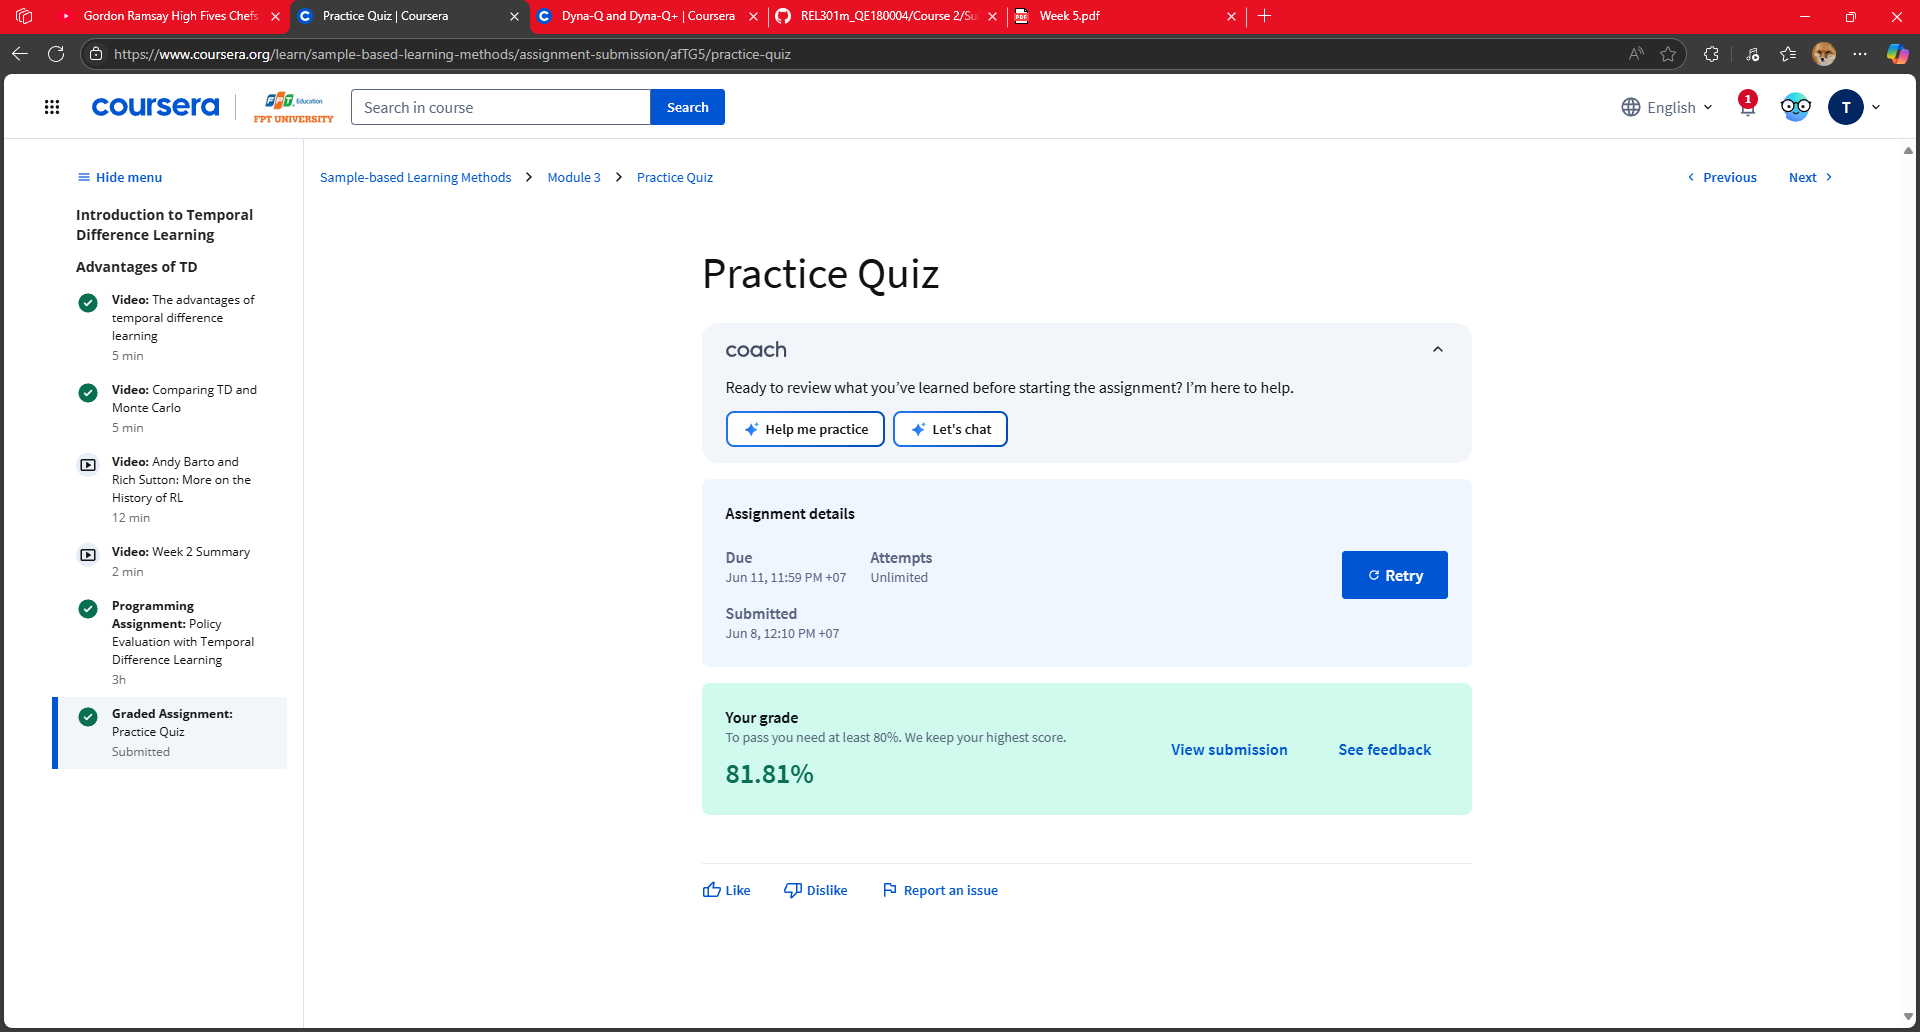 Gordon Ramsay High Fives Chefs
Practice Quiz | Coursera
Dyna-Q and Dyna-Q+ | Coursera
REL301m_QE180004/Course 2/Su
PDF
Week 5.pdf
https://www.coursera.org/learn/sample-based-learning-methods/assignment-submission/afTG5/practice-quiz
coursera
FPT Education
FPT UNIVERSITY
Search in course
Search
English
1
T
Hide menu
Introduction to Temporal
Difference Learning
Advantages of TD
Video: The advantages of
temporal difference
learning
5 min
Video: Comparing TD and
Monte Carlo
5 min
Video: Andy Barto and
Rich Sutton: More on the
History of RL
12 min
Video: Week 2 Summary
2 min
Programming
Assignment: Policy
Evaluation with Temporal
Difference Learning
3h
Graded Assignment:
Practice Quiz
Submitted
Sample-based Learning Methods > Module 3 > Practice Quiz
Previous
Next
Practice Quiz
coach
Ready to review what you’ve learned before starting the assignment? I’m here to help.
Help me practice
Let's chat
Assignment details
Due
Attempts
Jun 11, 11:59 PM +07
Unlimited
Submitted
Jun 8, 12:10 PM +07
Retry
Your grade
To pass you need at least 80%. We keep your highest score.
81.81%
View submission
See feedback
Like
Dislike
Report an issue